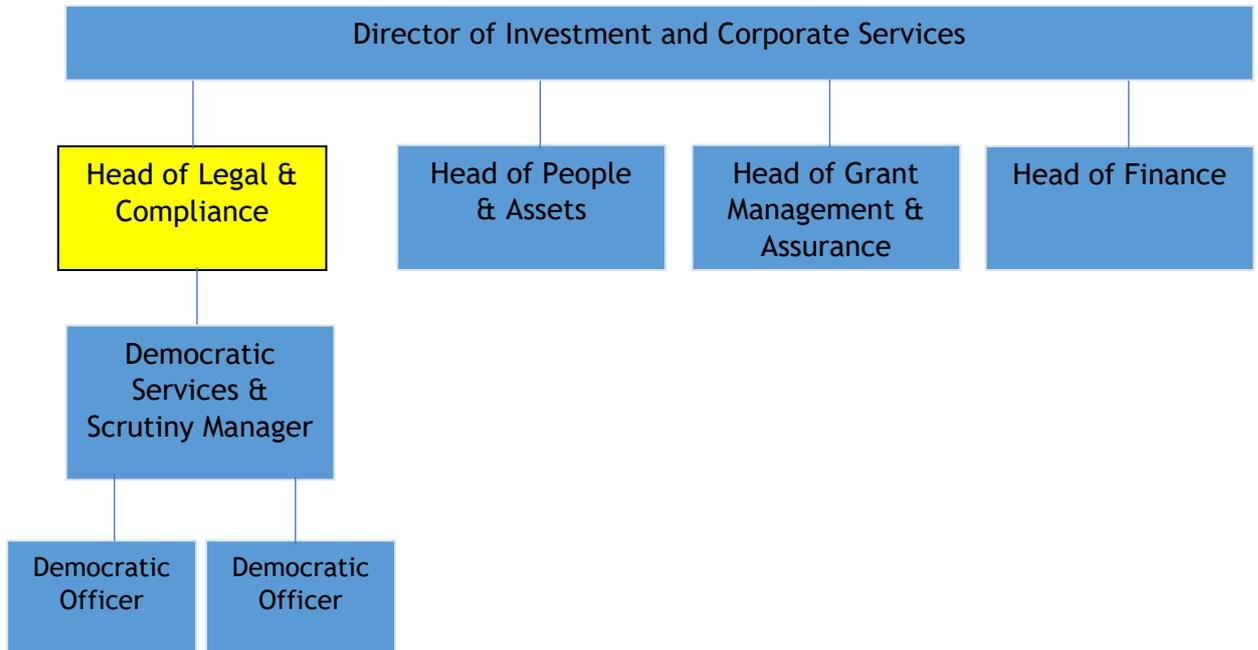 Director of Investment and Corporate Services
Head of Legal &
Compliance
Head of People
& Assets
Head of Grant
Management &
Assurance
Head of Finance
Democratic
Services &
Scrutiny Manager
Democratic
Officer
Democratic
Officer